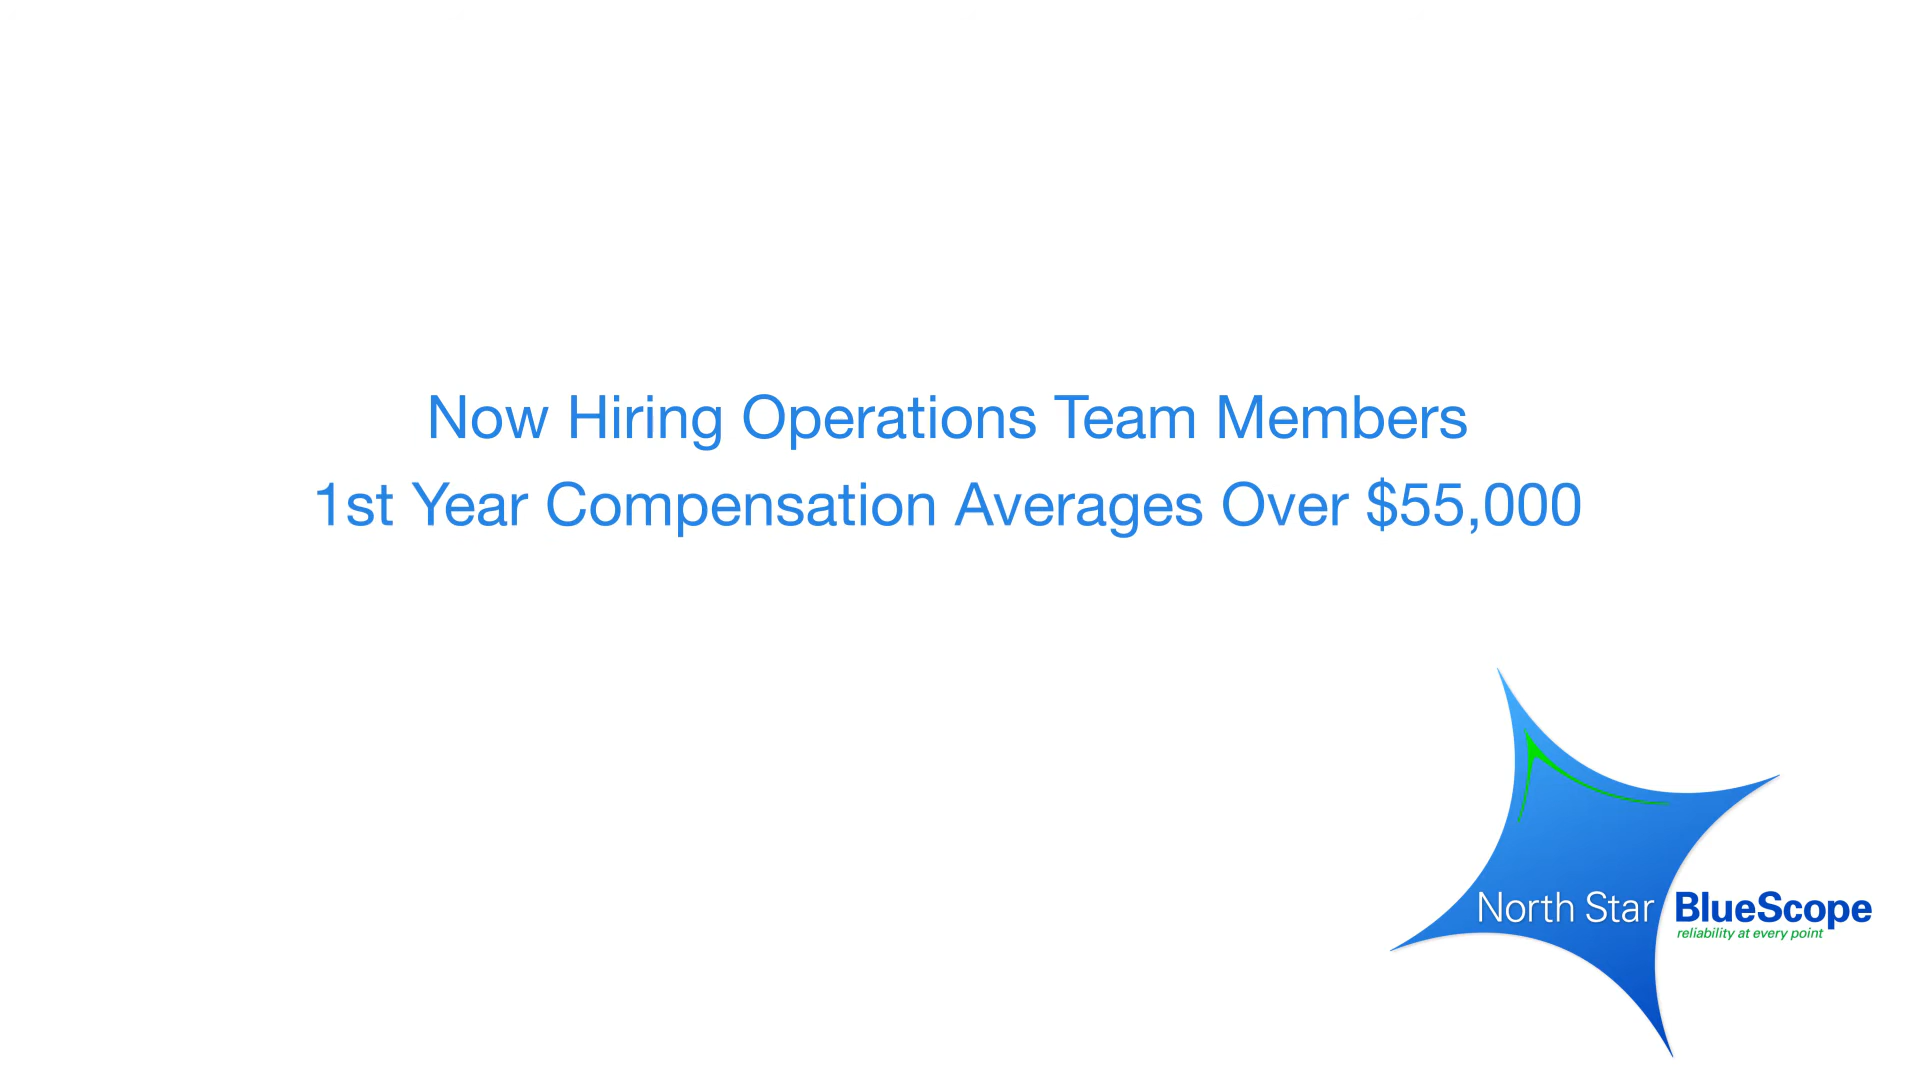 Now Hiring Operations Team Members
1st Year Compensation Averages Over $55,000
North Star BlueScope
reliability at every point